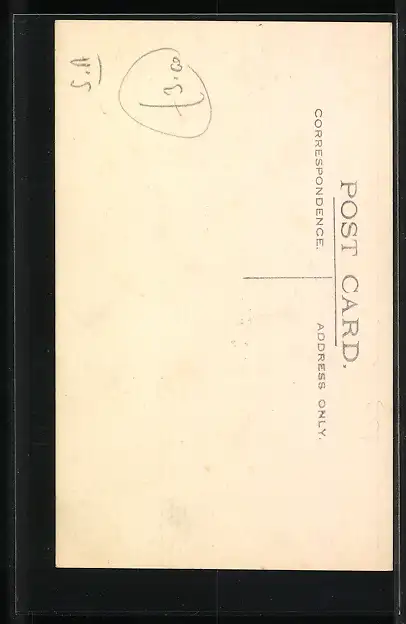 POST CARD.
CORRESPONDENCE.
ADDRESS ONLY.